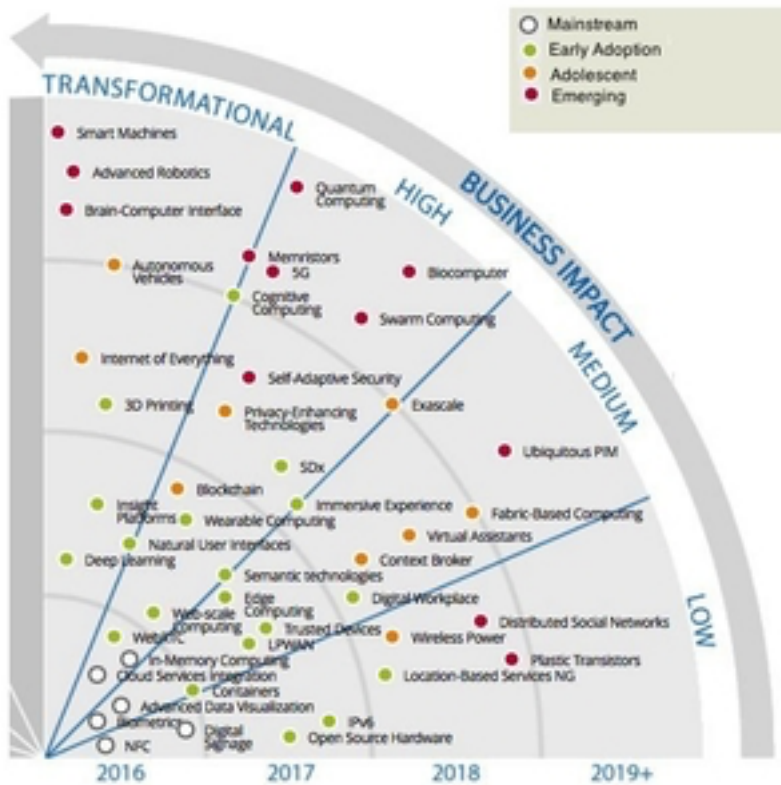 Mainstream
Early Adoption
Adolescent
Emerging
TRANSFORMATIONAL
HIGH
BUSINESS IMPACT
MEDIUM
LOW
Smart Machines
Advanced Robotics
Brain-Computer Interface
Quantum
Computing
Autonomous
Vehicles
Memristors
5G
Biocomputer
Cognitive
Computing
Swarm Computing
Internet of Everything
Self-Adaptive Security
3D Printing
Privacy-Enhancing
Technologies
Exascale
Ubiquitous PIM
SDx
Blockchain
Insight
Platforms
Wearable Computing
Immersive Experience
Fabric-Based Computing
Natural User Interfaces
Virtual Assistants
Deep Learning
Context Broker
Semantic technologies
Edge
Computing
Digital Workplace
Web-scale
Computing
Trusted Devices
Distributed Social Networks
WebRTC
LPWAN
Wireless Power
In-Memory Computing
Plastic Transistors
Cloud Services Integration
Location-Based Services NG
Containers
Advanced Data Visualization
Biometrics
Digital
Signage
IPv6
Open Source Hardware
NFC
2016
2017
2018
2019+